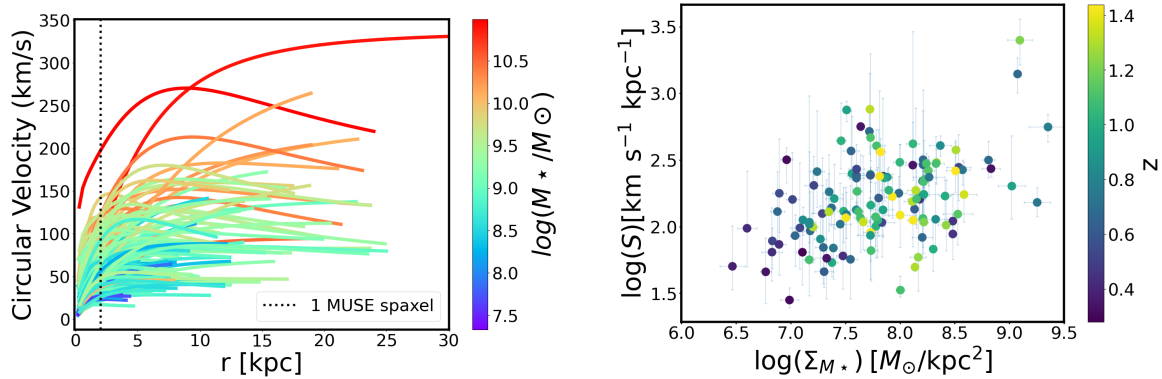 350
300
250
200
150
100
50
0
Circular Velocity (km/s)
0 5 10 15 20 25 30
r [kpc]
1 MUSE spaxel
10.5
10.0
9.5
9.0
8.5
8.0
7.5
log(M⋆/M⊙)
3.5
3.0
2.5
2.0
1.5
log(S)[km s⁻¹ kpc⁻¹]
6.0 6.5 7.0 7.5 8.0 8.5 9.0 9.5
log(Σ_M⋆) [M⊙/kpc²]
1.4
1.2
1.0
0.8
0.6
0.4
z